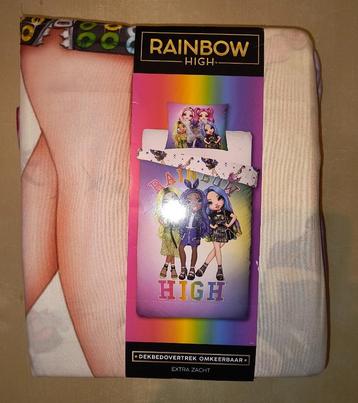 RAINBOW
HIGH
RAINBOW
HIGH
DEKBEDOVERTREK OMKEERBAAR
EXTRA ZACHT